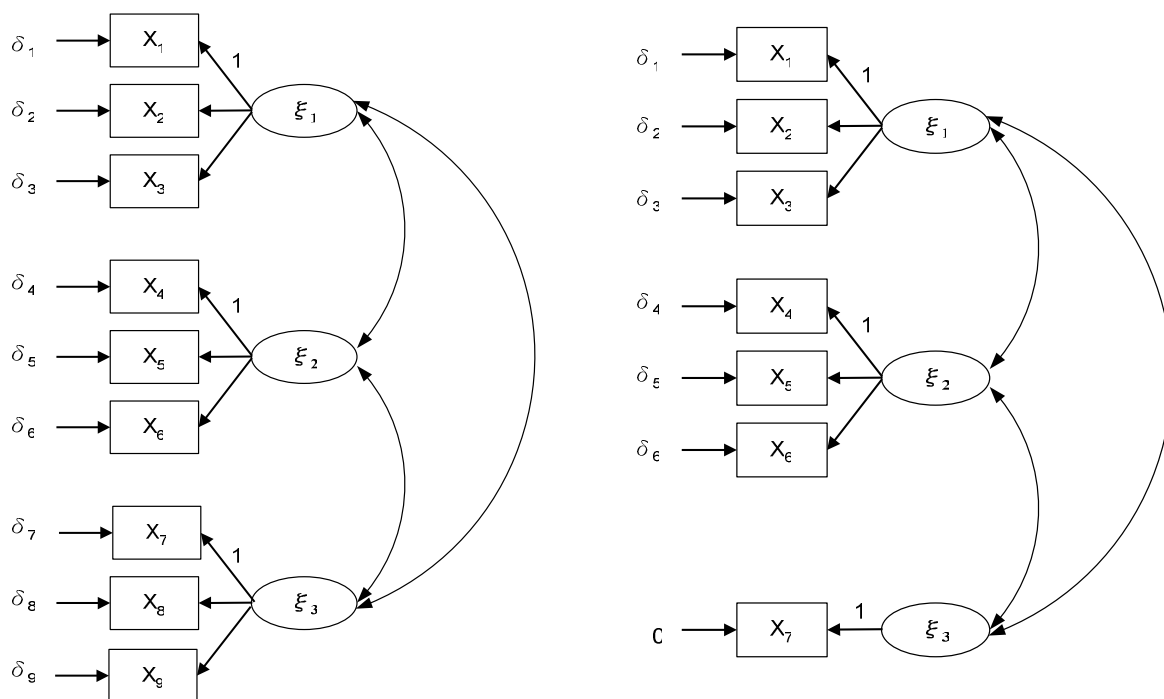 δ₁ X₁ 1
δ₂ X₂ ξ₁
δ₃ X₃
δ₄ X₄ 1
δ₅ X₅ ξ₂
δ₆ X₆
δ₇ X₇ 1
δ₈ X₈ ξ₃
δ₉ X₉
δ₁ X₁ 1
δ₂ X₂ ξ₁
δ₃ X₃
δ₄ X₄ 1
δ₅ X₅ ξ₂
δ₆ X₆
0 X₇ 1 ξ₃